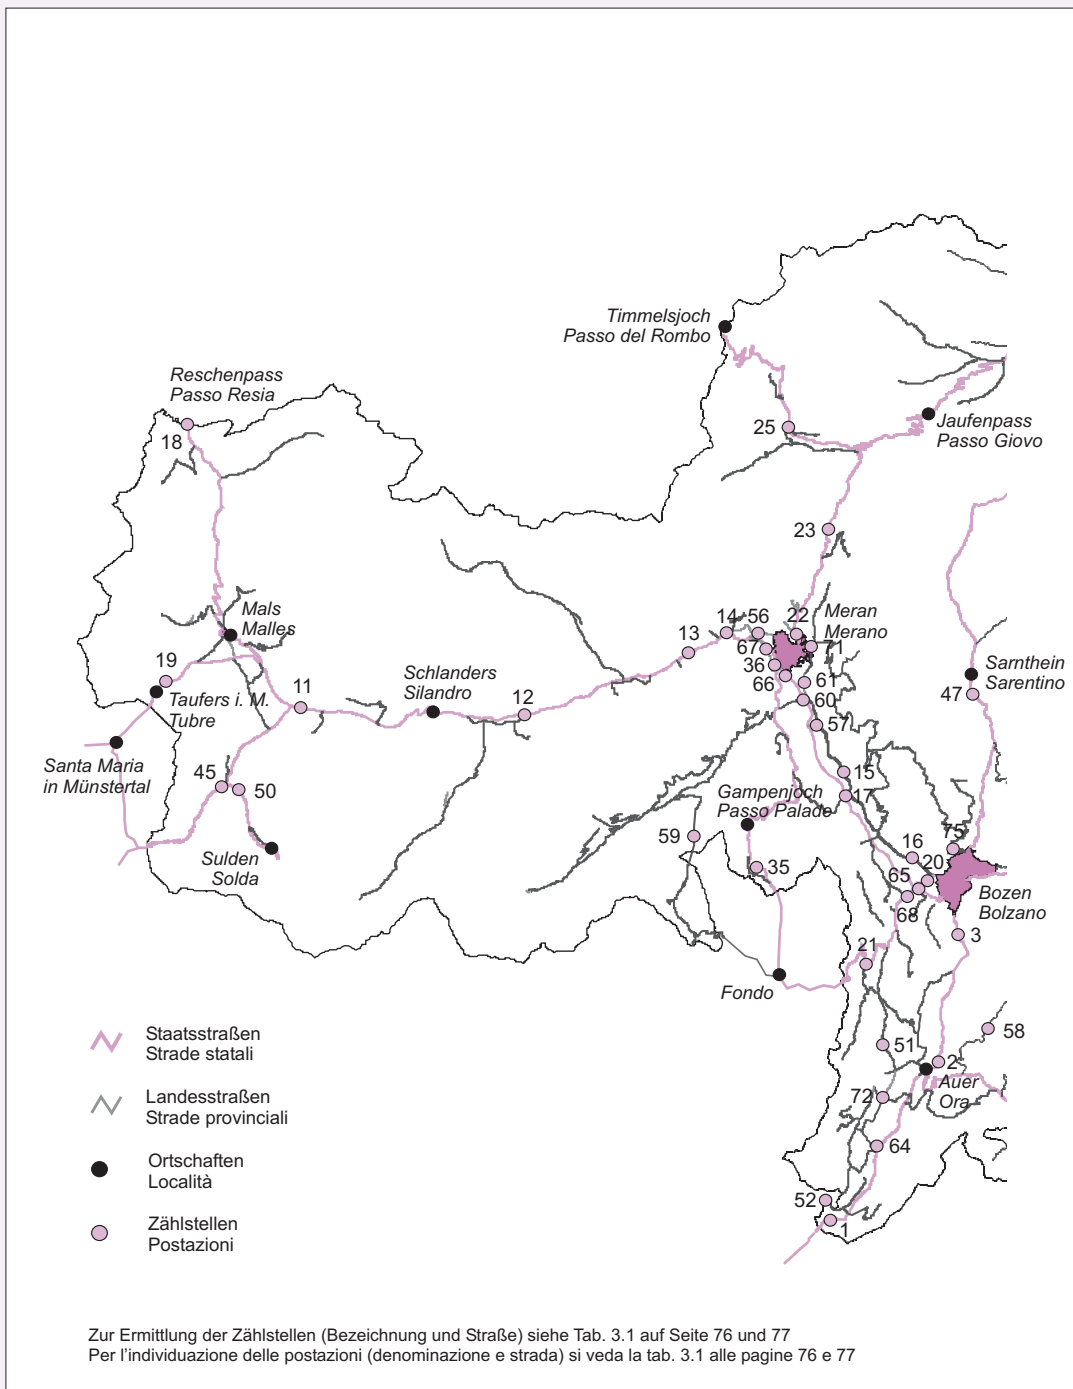 Timmelsjoch
Passo del Rombo
Reschenpass
Passo Resia
18
25
Jaufenpass
Passo Giovo
23
Mals
Malles
14
56
22
Meran
Merano
13
67
71
36
66
61
60
57
19
Taufers i. M.
Tubre
11
Schlanders
Silandro
12
Sarnthein
Sarentino
47
Santa Maria
in Münstertal
45
50
15
17
Gampenjoch
Passo Palade
59
35
16
75
20
65
68
Sulden
Solda
Bozen
Bolzano
3
21
Fondo
58
51
2
Auer
Ora
72
64
52
1
Staatsstraßen
Strade statali
Landesstraßen
Strade provinciali
Ortschaften
Località
Zählstellen
Postazioni
Zur Ermittlung der Zählstellen (Bezeichnung und Straße) siehe Tab. 3.1 auf Seite 76 und 77
Per l'individuazione delle postazioni (denominazione e strada) si veda la tab. 3.1 alle pagine 76 e 77